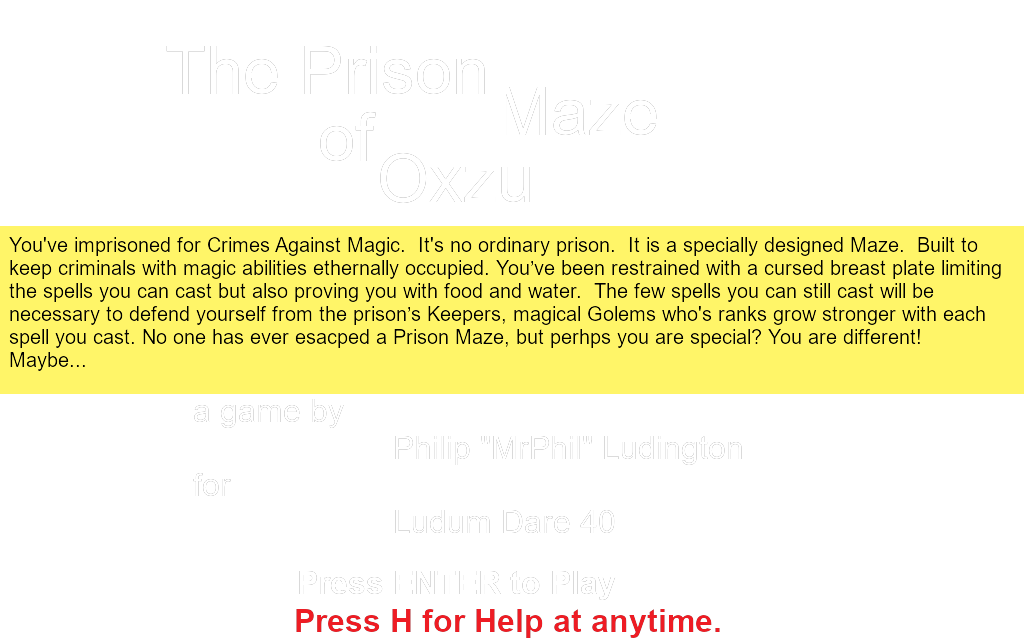 The Prison
Maze
of
Oxzu
You've imprisoned for Crimes Against Magic.  It's no ordinary prison.  It is a specially designed Maze.  Built to
keep criminals with magic abilities ethernally occupied. You’ve been restrained with a cursed breast plate limiting
the spells you can cast but also proving you with food and water.  The few spells you can still cast will be
necessary to defend yourself from the prison’s Keepers, magical Golems who's ranks grow stronger with each
spell you cast. No one has ever esacped a Prison Maze, but perhps you are special? You are different!
Maybe...
a game by
Philip "MrPhil" Ludington
for
Ludum Dare 40
Press ENTER to Play
Press H for Help at anytime.